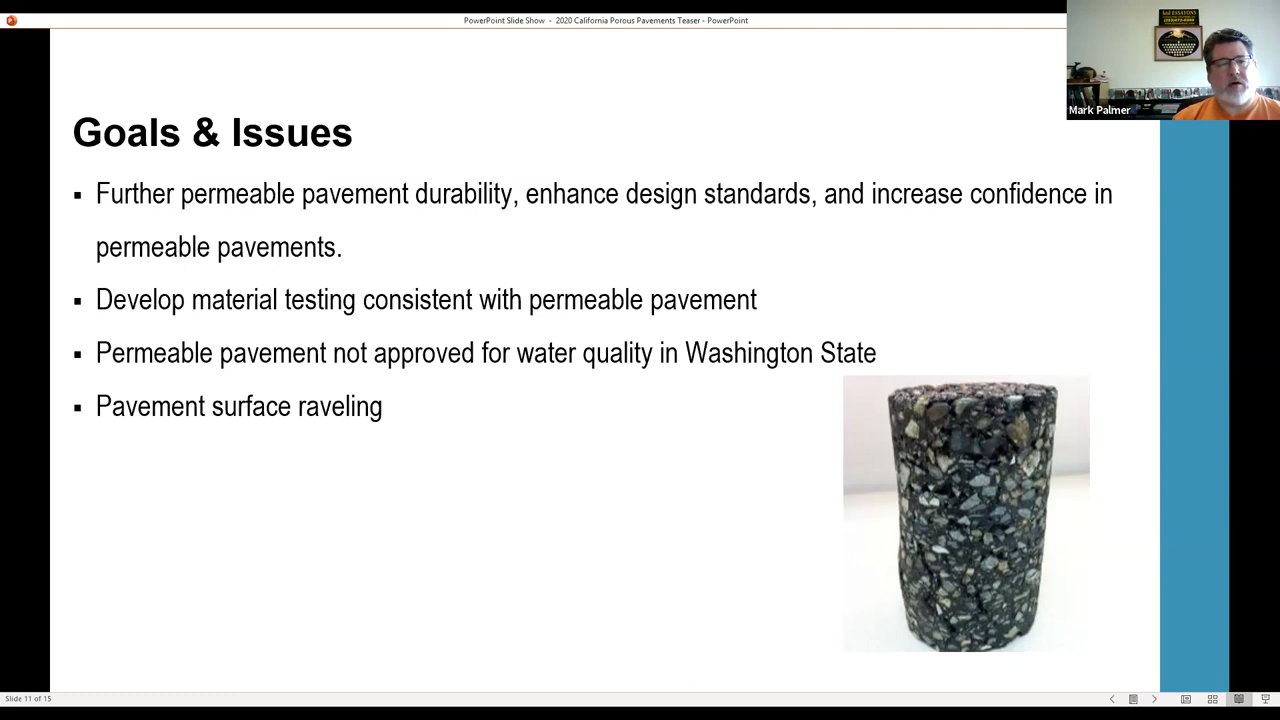 PowerPoint Slide Show - 2020 California Porous Pavements Teaser - PowerPoint
Mark Palmer
Goals & Issues
▪ Further permeable pavement durability, enhance design standards, and increase confidence in
permeable pavements.
▪ Develop material testing consistent with permeable pavement
▪ Permeable pavement not approved for water quality in Washington State
▪ Pavement surface raveling
Slide 11 of 15